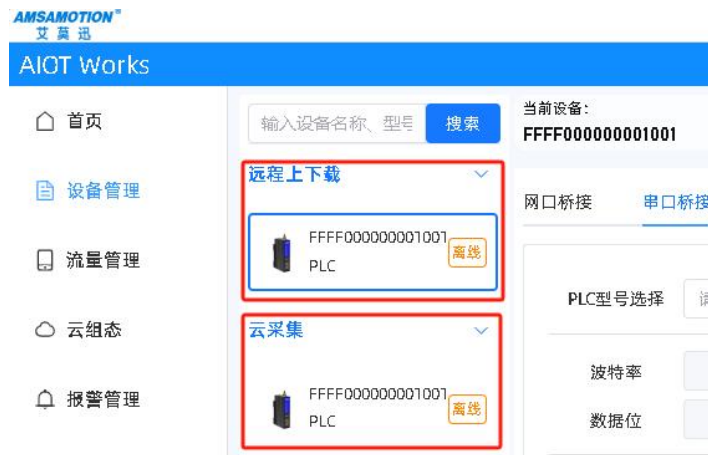 AMSAMOTION
艾莫迅
AIOT Works
首页
设备管理
流量管理
云组态
报警管理
输入设备名称、型号
搜索
远程上下载
FFFF000000001001
PLC
离线
云采集
FFFF000000001001
PLC
离线
当前设备:
FFFF000000001001
网口桥接
串口桥接
PLC型号选择
波特率
数据位